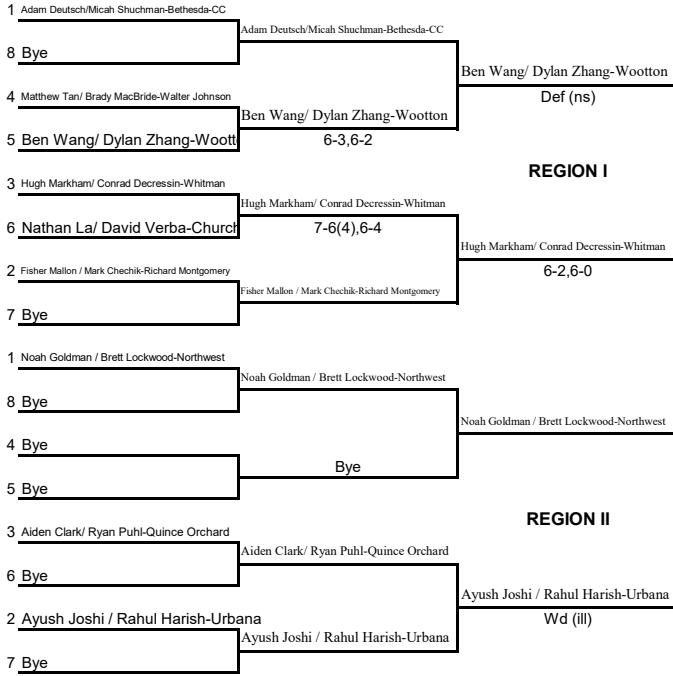 1 Adam Deutsch/Micah Shuchman-Bethesda-CC
Adam Deutsch/Micah Shuchman-Bethesda-CC
8 Bye
Ben Wang/ Dylan Zhang-Wootton
4 Matthew Tan/ Brady MacBride-Walter Johnson
Def (ns)
Ben Wang/ Dylan Zhang-Wootton
5 Ben Wang/ Dylan Zhang-Woott
6-3,6-2
REGION I
3 Hugh Markham/ Conrad Decressin-Whitman
Hugh Markham/ Conrad Decressin-Whitman
6 Nathan La/ David Verba-Church
7-6(4),6-4
Hugh Markham/ Conrad Decressin-Whitman
2 Fisher Mallon / Mark Chechik-Richard Montgomery
6-2,6-0
Fisher Mallon / Mark Chechik-Richard Montgomery
7 Bye
1 Noah Goldman / Brett Lockwood-Northwest
Noah Goldman / Brett Lockwood-Northwest
8 Bye
Noah Goldman / Brett Lockwood-Northwest
4 Bye
Bye
5 Bye
REGION II
3 Aiden Clark/ Ryan Puhl-Quince Orchard
Aiden Clark/ Ryan Puhl-Quince Orchard
6 Bye
Ayush Joshi / Rahul Harish-Urbana
2 Ayush Joshi / Rahul Harish-Urbana
Wd (ill)
Ayush Joshi / Rahul Harish-Urbana
7 Bye